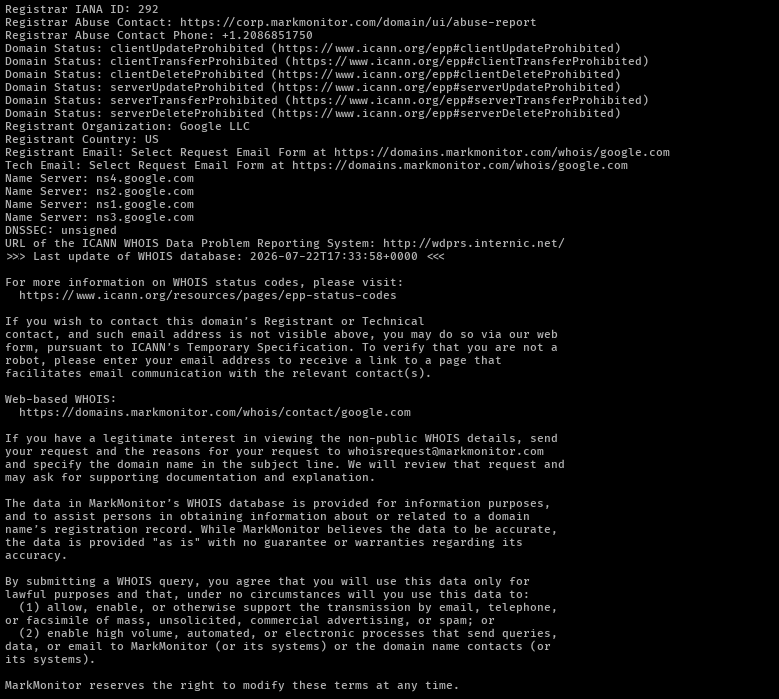 Registrar IANA ID: 292
Registrar Abuse Contact: https://corp.markmonitor.com/domain/ui/abuse-report
Registrar Abuse Contact Phone: +1.2086851750
Domain Status: clientUpdateProhibited (https://www.icann.org/epp#clientUpdateProhibited)
Domain Status: clientTransferProhibited (https://www.icann.org/epp#clientTransferProhibited)
Domain Status: clientDeleteProhibited (https://www.icann.org/epp#clientDeleteProhibited)
Domain Status: serverUpdateProhibited (https://www.icann.org/epp#serverUpdateProhibited)
Domain Status: serverTransferProhibited (https://www.icann.org/epp#serverTransferProhibited)
Domain Status: serverDeleteProhibited (https://www.icann.org/epp#serverDeleteProhibited)
Registrant Organization: Google LLC
Registrant Country: US
Registrant Email: Select Request Email Form at https://domains.markmonitor.com/whois/google.com
Tech Email: Select Request Email Form at https://domains.markmonitor.com/whois/google.com
Name Server: ns4.google.com
Name Server: ns2.google.com
Name Server: ns1.google.com
Name Server: ns3.google.com
DNSSEC: unsigned
URL of the ICANN WHOIS Data Problem Reporting System: http://wdprs.internic.net/
>>> Last update of WHOIS database: 2026-07-22T17:33:58+0000 <<<

For more information on WHOIS status codes, please visit:
  https://www.icann.org/resources/pages/epp-status-codes

If you wish to contact this domain’s Registrant or Technical
contact, and such email address is not visible above, you may do so via our web
form, pursuant to ICANN’s Temporary Specification. To verify that you are not a
robot, please enter your email address to receive a link to a page that
facilitates email communication with the relevant contact(s).

Web-based WHOIS:
  https://domains.markmonitor.com/whois/contact/google.com

If you have a legitimate interest in viewing the non-public WHOIS details, send
your request and the reasons for your request to whoisrequest@markmonitor.com
and specify the domain name in the subject line. We will review that request and
may ask for supporting documentation and explanation.

The data in MarkMonitor’s WHOIS database is provided for information purposes,
and to assist persons in obtaining information about or related to a domain
name’s registration record. While MarkMonitor believes the data to be accurate,
the data is provided "as is" with no guarantee or warranties regarding its
accuracy.

By submitting a WHOIS query, you agree that you will use this data only for
lawful purposes and that, under no circumstances will you use this data to:
  (1) allow, enable, or otherwise support the transmission by email, telephone,
or facsimile of mass, unsolicited, commercial advertising, or spam; or
  (2) enable high volume, automated, or electronic processes that send queries,
data, or email to MarkMonitor (or its systems) or the domain name contacts (or
its systems).

MarkMonitor reserves the right to modify these terms at any time.